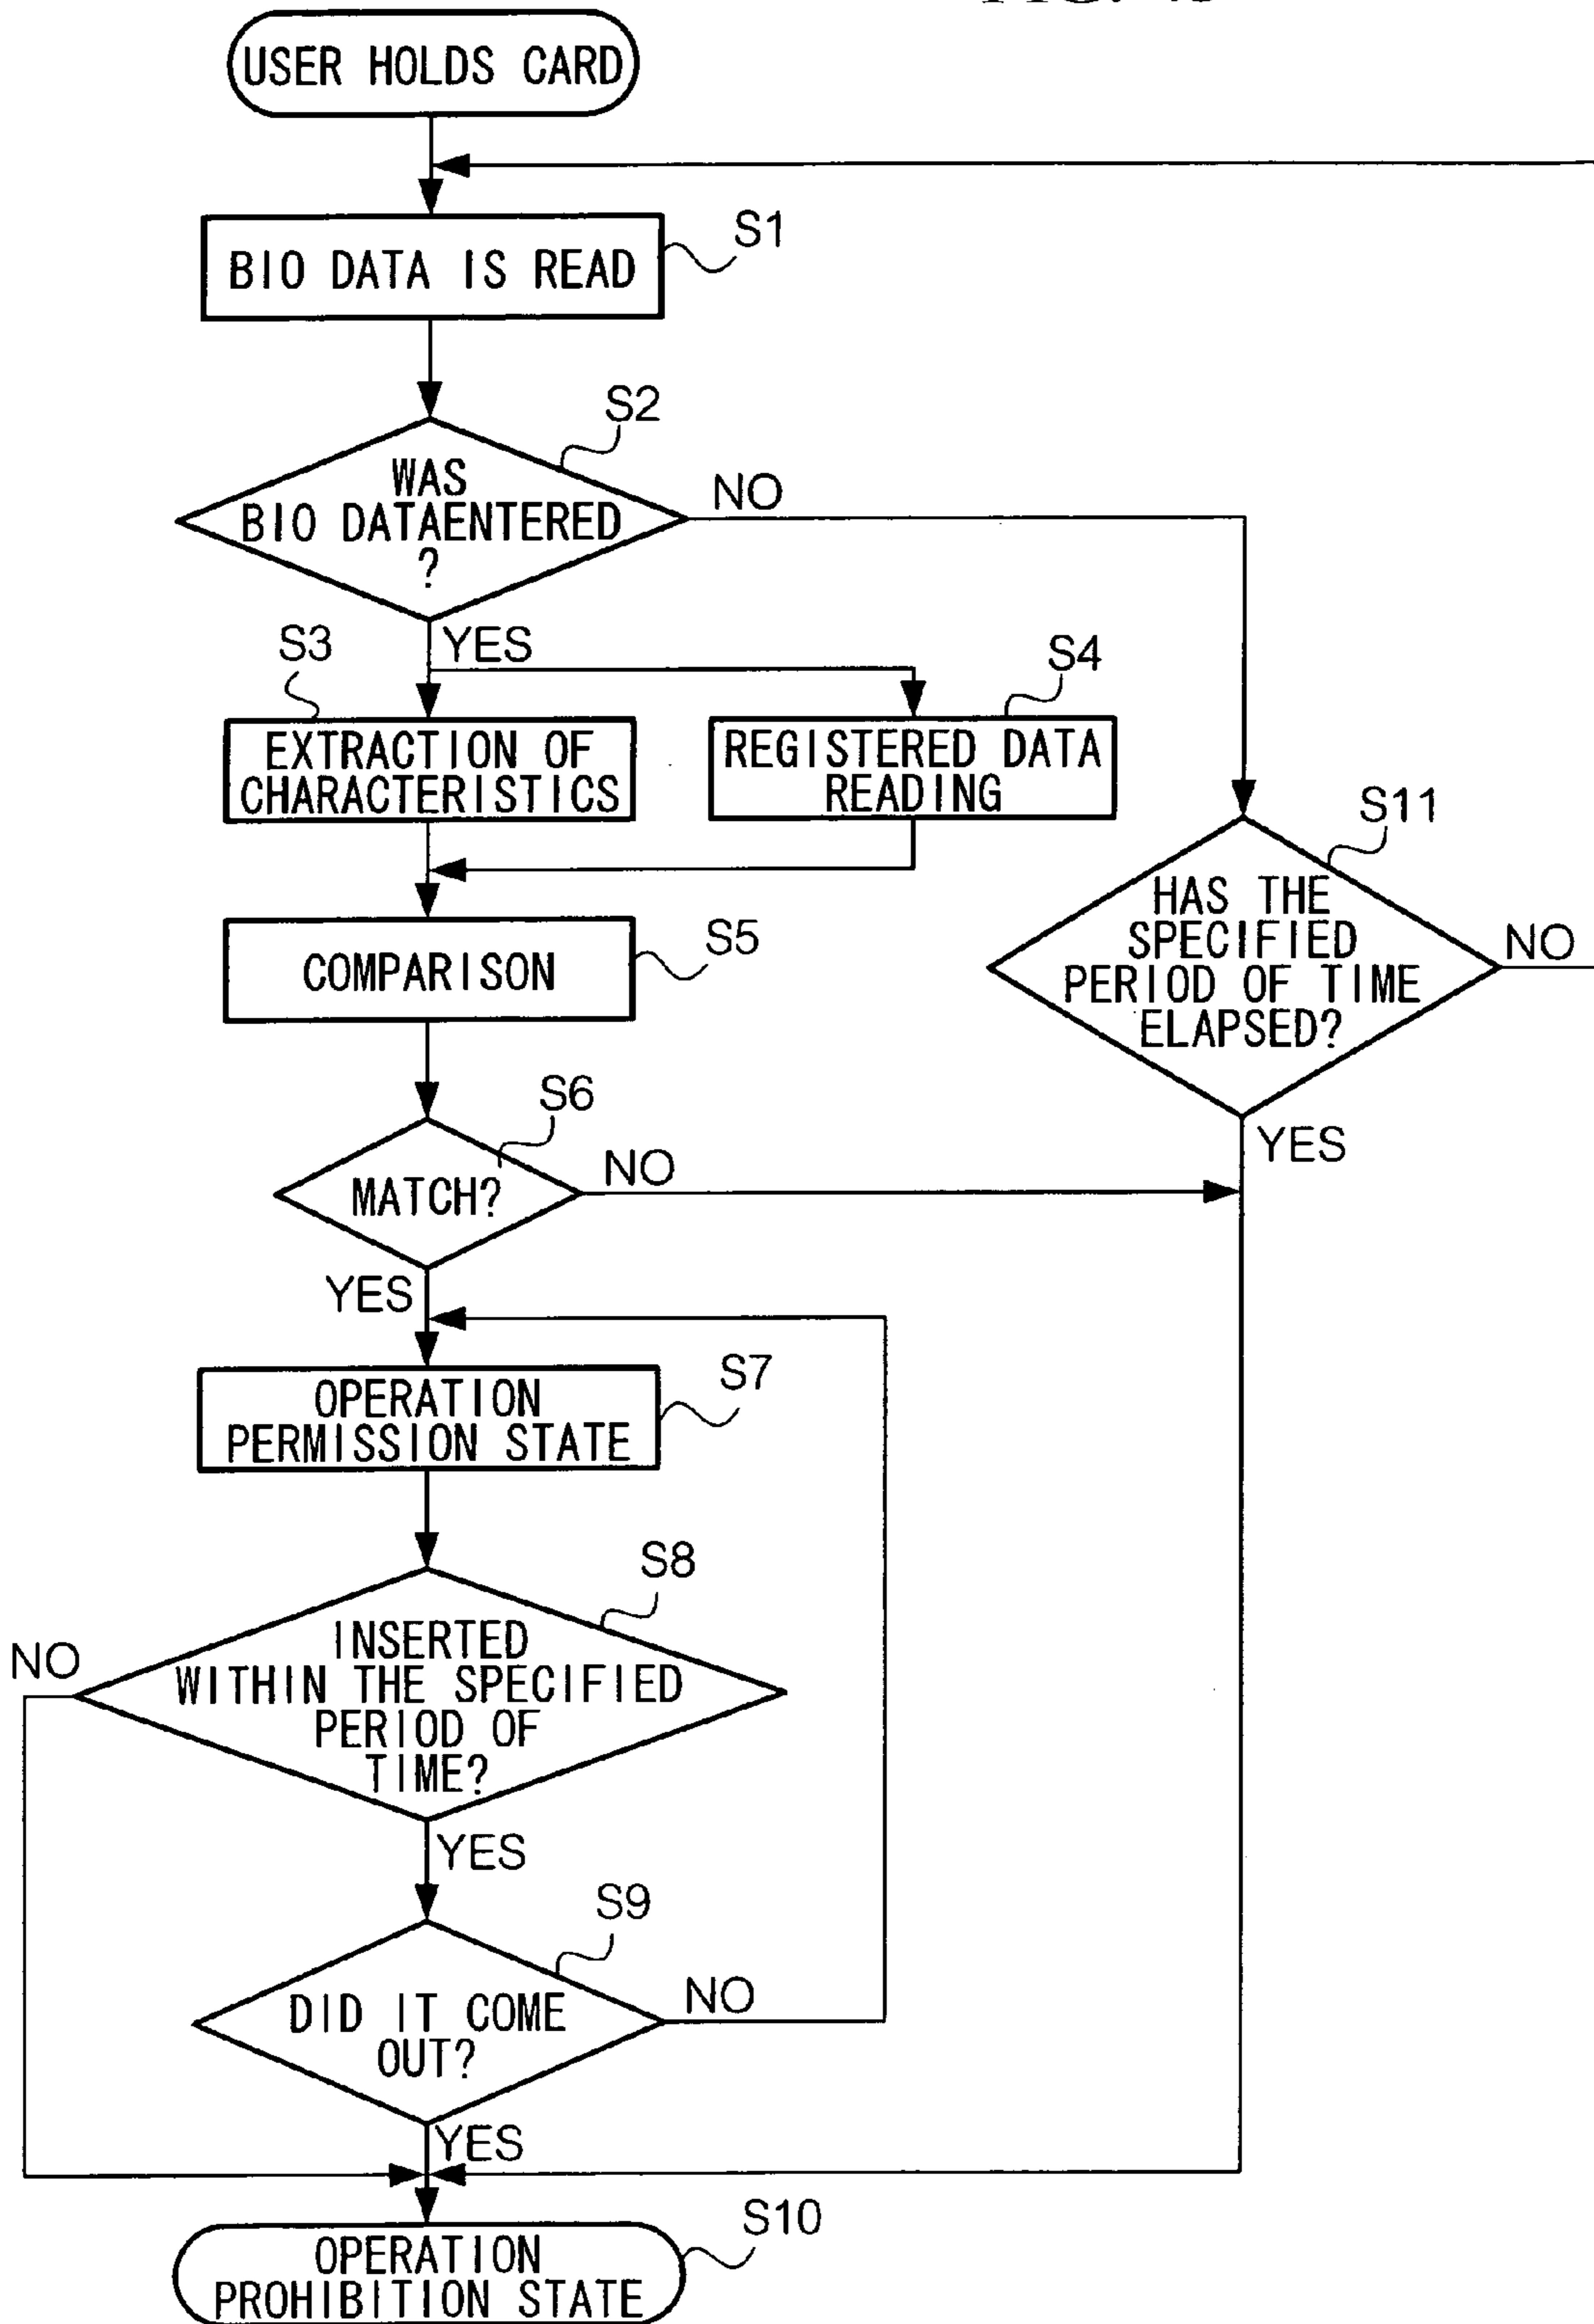 USER HOLDS CARD
S1
BIO DATA IS READ
S2
WAS
BIO DATAENTERED
?
NO
YES
S3
S4
EXTRACTION OF
CHARACTERISTICS
REGISTERED DATA
READING
S11
HAS THE
SPECIFIED
PERIOD OF TIME
ELAPSED?
NO
YES
S5
COMPARISON
S6
MATCH?
NO
YES
S7
OPERATION
PERMISSION STATE
S8
INSERTED
WITHIN THE SPECIFIED
PERIOD OF
TIME?
NO
YES
S9
DID IT COME
OUT?
NO
YES
S10
OPERATION
PROHIBITION STATE